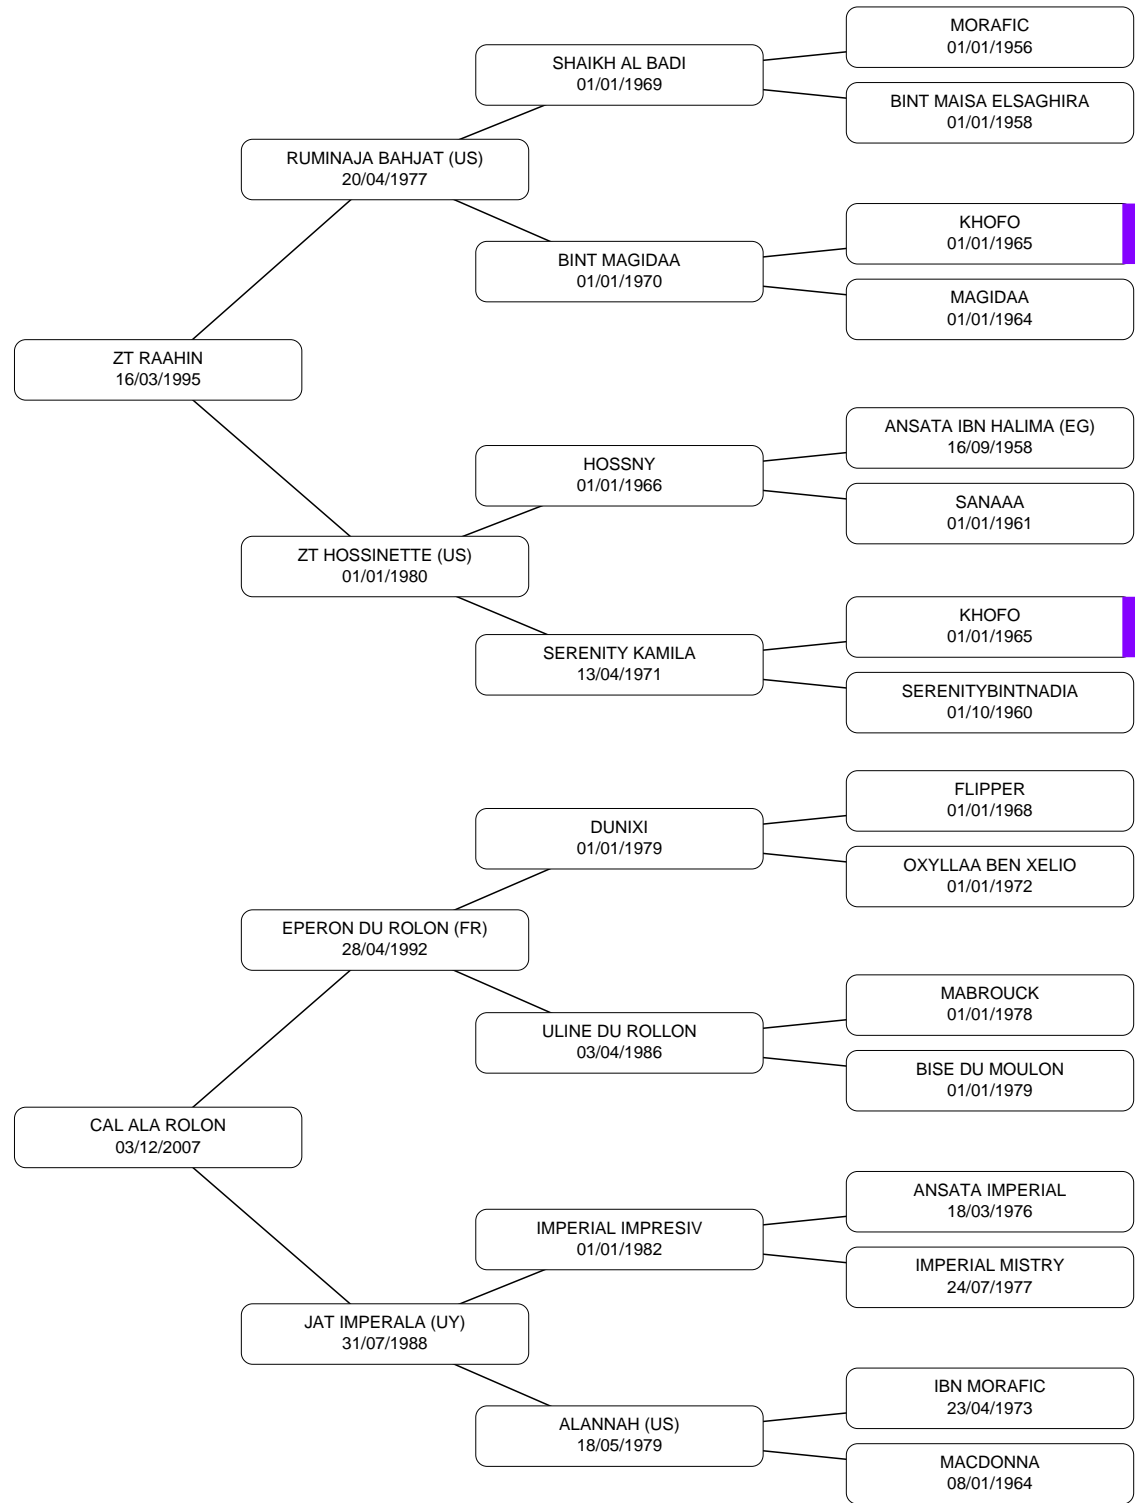 MORAFIC
01/01/1956
SHAIKH AL BADI
01/01/1969
BINT MAISA ELSAGHIRA
01/01/1958
RUMINAJA BAHJAT (US)
20/04/1977
KHOFO
01/01/1965
BINT MAGIDAA
01/01/1970
MAGIDAA
01/01/1964
ZT RAAHIN
16/03/1995
ANSATA IBN HALIMA (EG)
16/09/1958
HOSSNY
01/01/1966
SANAAA
01/01/1961
ZT HOSSINETTE (US)
01/01/1980
KHOFO
01/01/1965
SERENITY KAMILA
13/04/1971
SERENITYBINTNADIA
01/10/1960
FLIPPER
01/01/1968
DUNIXI
01/01/1979
OXYLLAA BEN XELIO
01/01/1972
EPERON DU ROLON (FR)
28/04/1992
MABROUCK
01/01/1978
ULINE DU ROLLON
03/04/1986
BISE DU MOULON
01/01/1979
CAL ALA ROLON
03/12/2007
ANSATA IMPERIAL
18/03/1976
IMPERIAL IMPRESIV
01/01/1982
IMPERIAL MISTRY
24/07/1977
JAT IMPERALA (UY)
31/07/1988
IBN MORAFIC
23/04/1973
ALANNAH (US)
18/05/1979
MACDONNA
08/01/1964